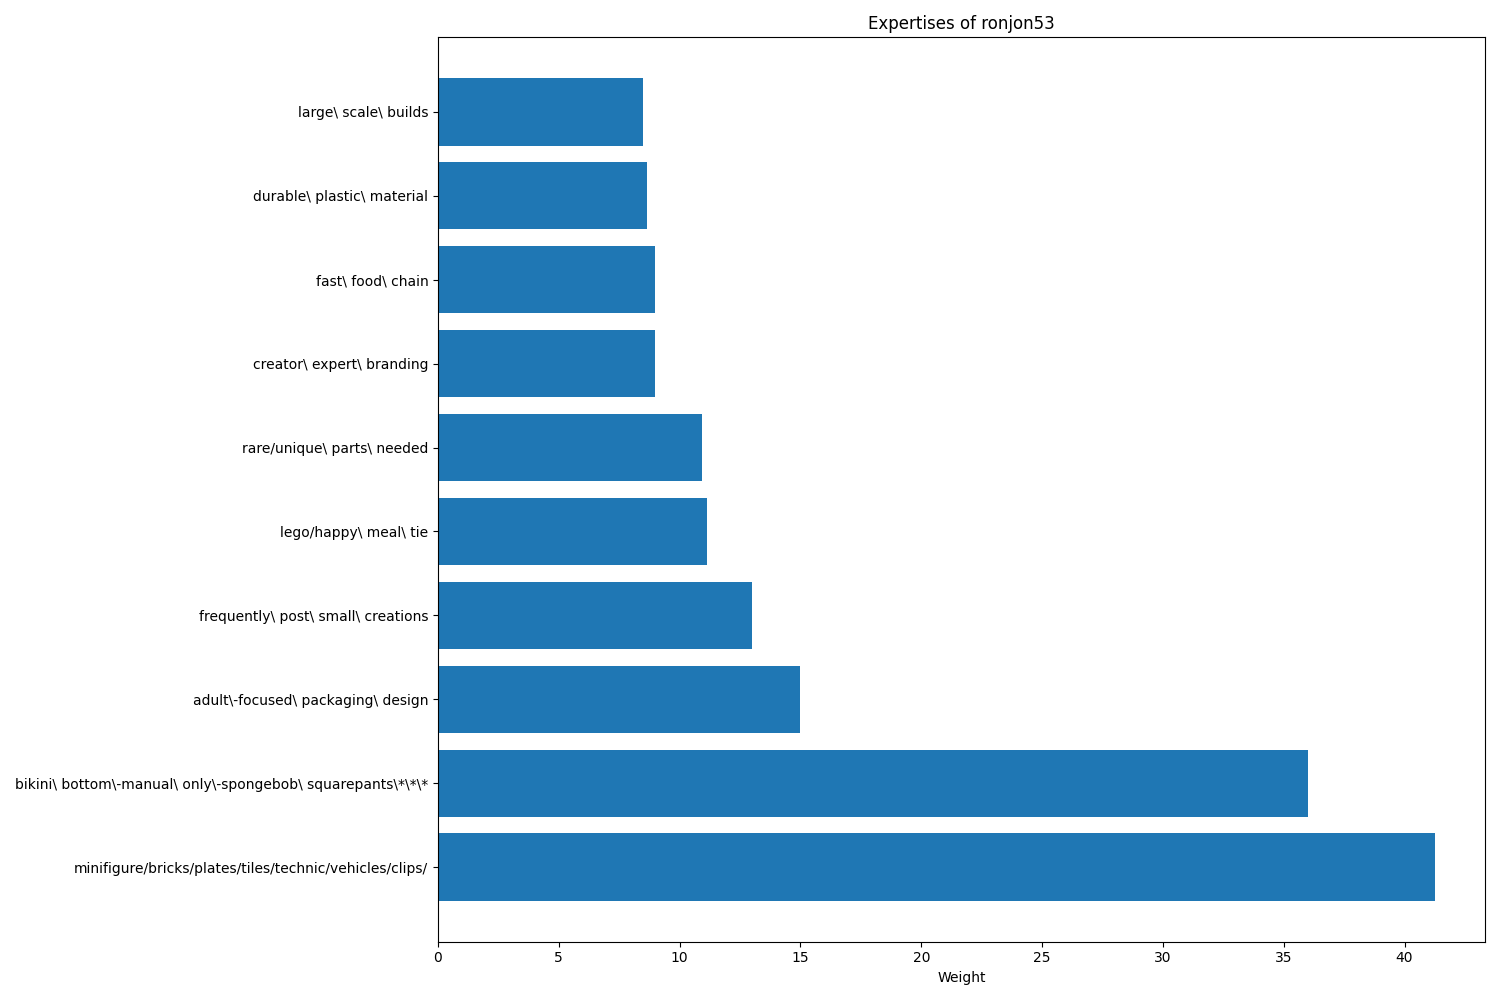 Expertises of ronjon53
large\ scale\ builds
durable\ plastic\ material
fast\ food\ chain
creator\ expert\ branding
rare/unique\ parts\ needed
lego/happy\ meal\ tie
frequently\ post\ small\ creations
adult\-focused\ packaging\ design
bikini\ bottom\-manual\ only\-spongebob\ squarepants\*\*\*
minifigure/bricks/plates/tiles/technic/vehicles/clips/
0 5 10 15 20 25 30 35 40
Weight